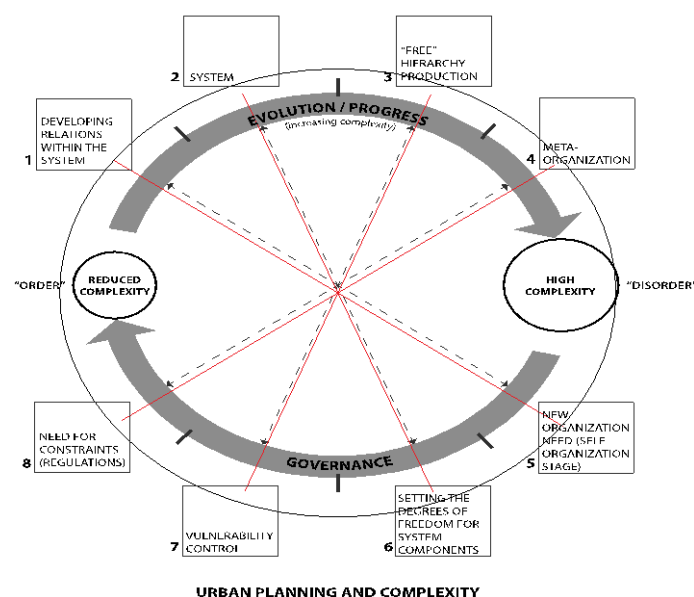 2 SYSTEM
3 "FREE"
HIERARCHY
PRODUCTION
EVOLUTION / PROGRESS
(increasing complexity)
1 DEVELOPING
RELATIONS
WITHIN THE
SYSTEM
4 META-
ORGANIZATION
"ORDER"
REDUCED
COMPLEXITY
HIGH
COMPLEXITY
"DISORDER"
8 NEED FOR
CONSTRAINTS
(REGULATIONS)
5 NEW
ORGANIZATION
NEED (SELF
ORGANIZATION
STAGE)
GOVERNANCE
7 VULNERABILITY
CONTROL
6 SETTING THE
DEGREES OF
FREEDOM FOR
SYSTEM
COMPONENTS
URBAN PLANNING AND COMPLEXITY